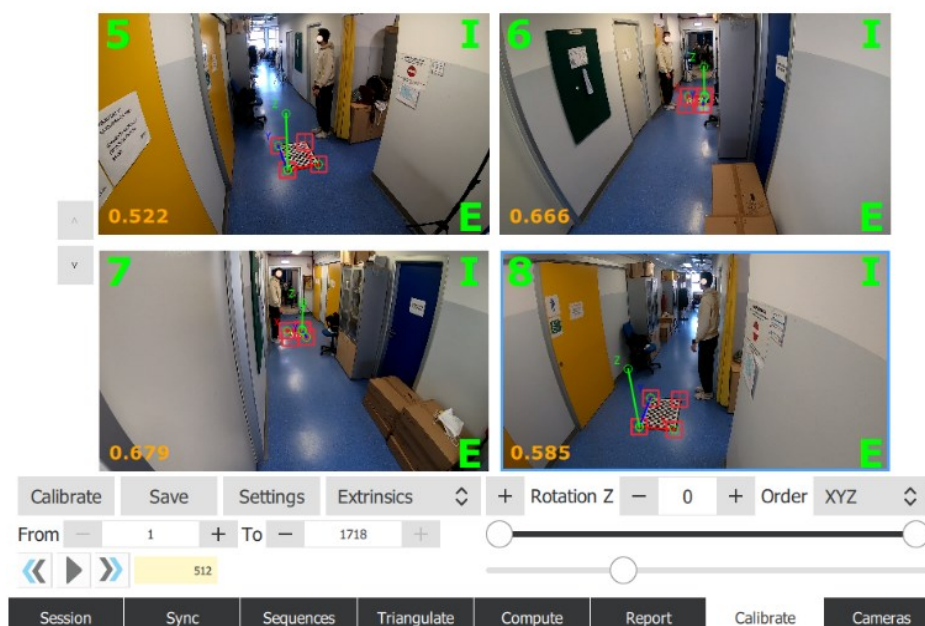 5 I 6 I
Z Z
Y
0.522 E 0.666 E
7 I 8 I
Z Z
0.679 E 0.585 E
Calibrate Save Settings Extrinsics + Rotation Z − 0 + Order XYZ
From − 1 + To − 1718 +
512
Session Sync Sequences Triangulate Compute Report Calibrate Cameras